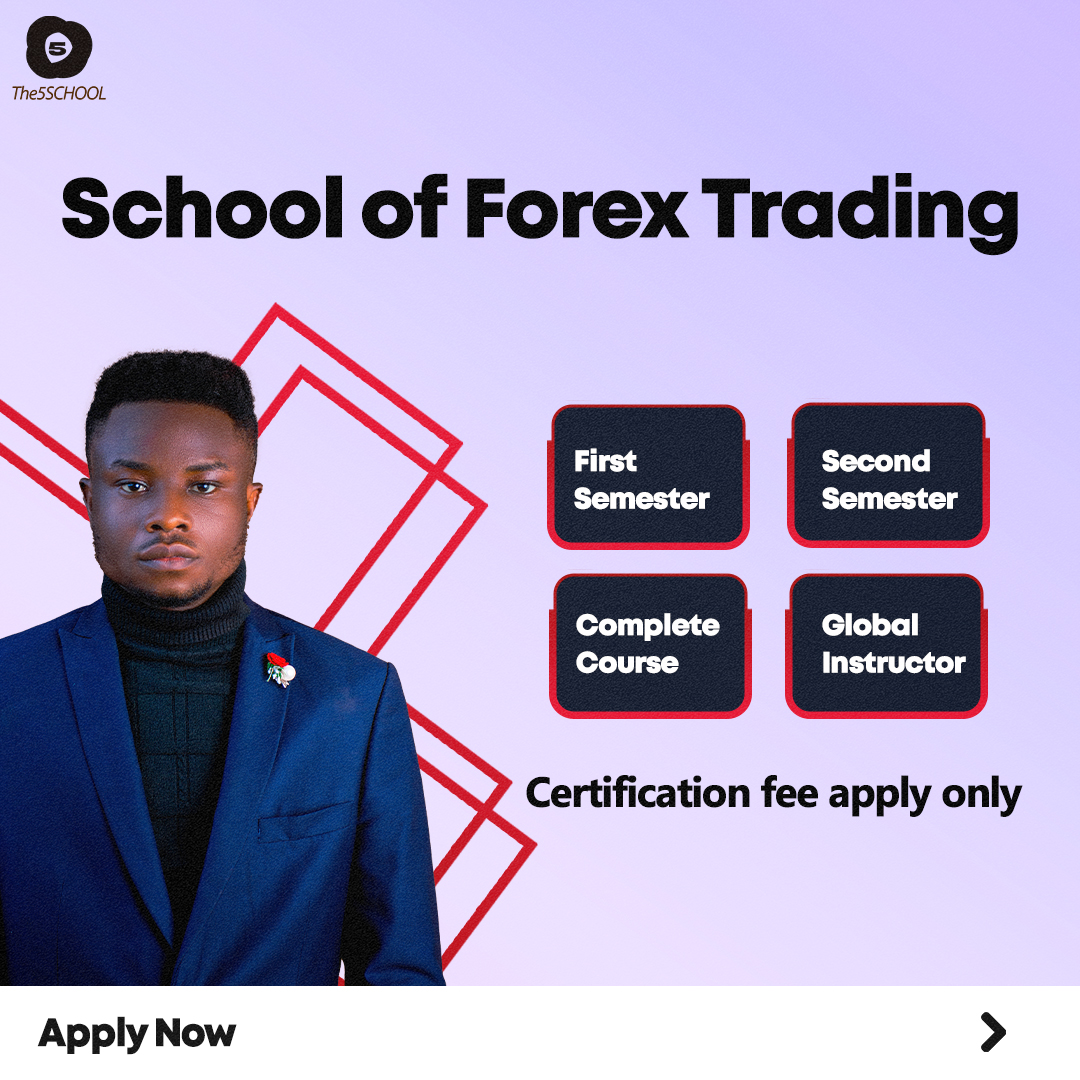 5
The5SCHOOL
School of Forex Trading
First
Semester
Second
Semester
Complete
Course
Global
Instructor
Certification fee apply only
Apply Now